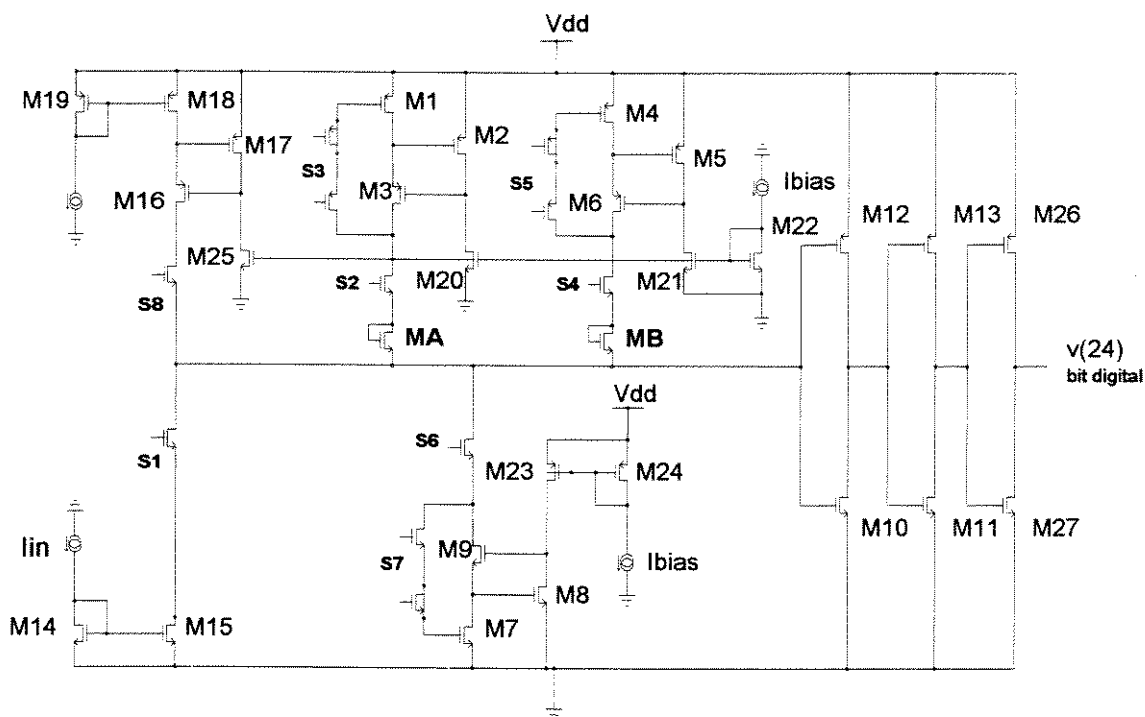 Vdd
M19
M18
M1
M4
M17
M2
M5
S3
S5
Ibias
M16
M3
M6
M22
M12
M13
M26
M25
S2
M20
S4
M21
S8
MA
MB
v(24)
bit digital
Vdd
S1
S6
M23
M24
M10
M11
M27
Iin
S7
M9
Ibias
M8
M14
M15
M7